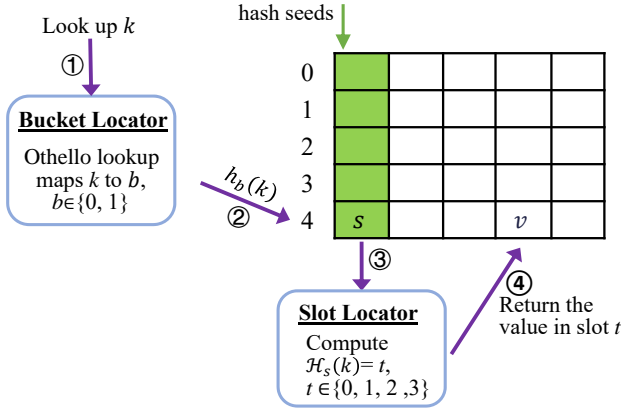 hash seeds
Look up k
①
Bucket Locator
Othello lookup
maps k to b,
b∈{0, 1}
h_b(k)
②
0
1
2
3
4
s
v
③
④
Return the
value in slot t
Slot Locator
Compute
ℋ_s(k)= t,
t ∈{0, 1, 2 ,3}